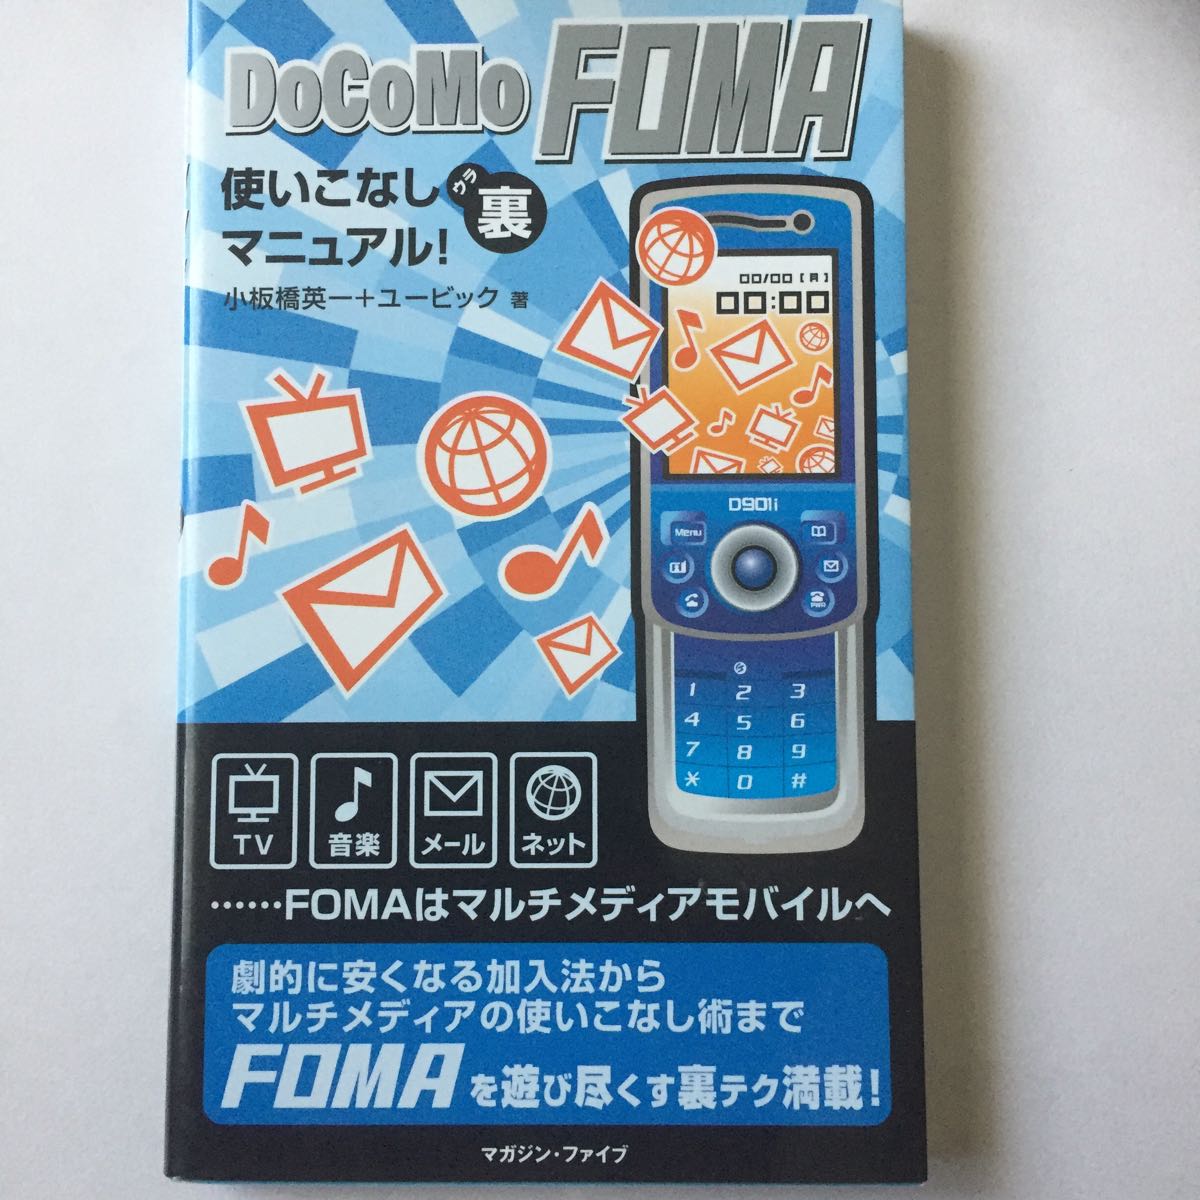 DoCoMo FOMA
使いこなし
ウラ
裏
マニュアル!
小板橋英一+ユービック 著
00/00 [月]
00:00
D901i
Menu
PWR
1 2 3
4 5 6
7 8 9
* 0 #
TV 音楽 メール ネット
……FOMAはマルチメディアモバイルへ
劇的に安くなる加入法から
マルチメディアの使いこなし術まで
FOMAを遊び尽くす裏テク満載!
マガジン・ファイブ